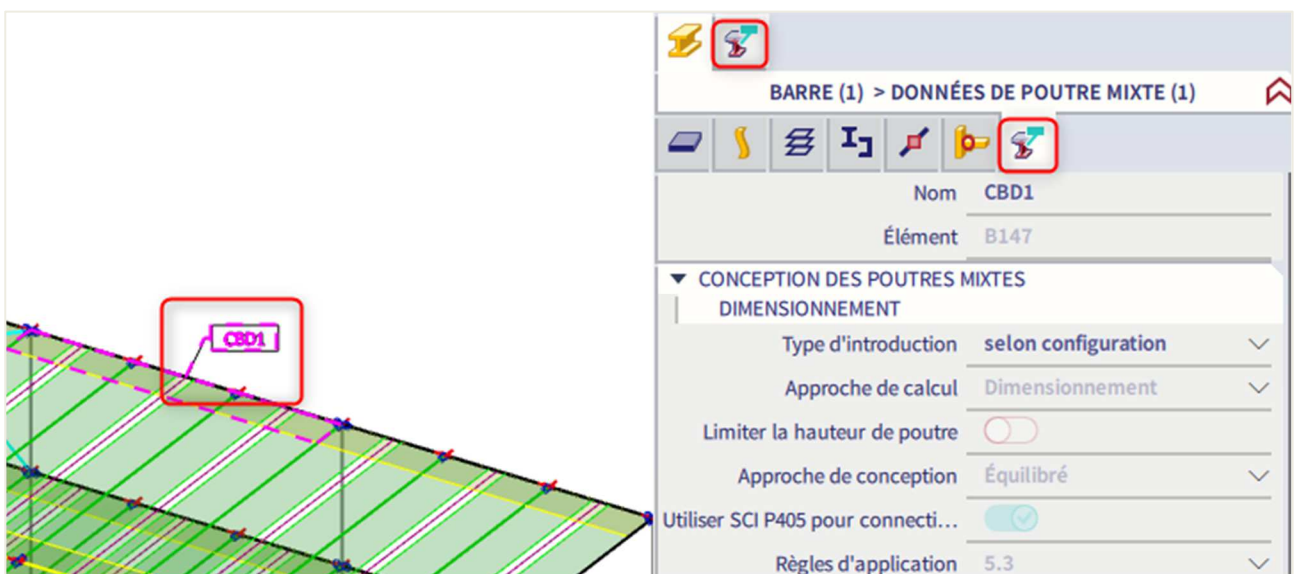 BARRE (1) > DONNÉES DE POUTRE MIXTE (1)
Nom CBD1
Élément B147
CONCEPTION DES POUTRES MIXTES
DIMENSIONNEMENT
Type d'introduction selon configuration
Approche de calcul Dimensionnement
Limiter la hauteur de poutre
Approche de conception Équilibré
Utiliser SCI P405 pour connecti...
Règles d'application 5.3
CBD1